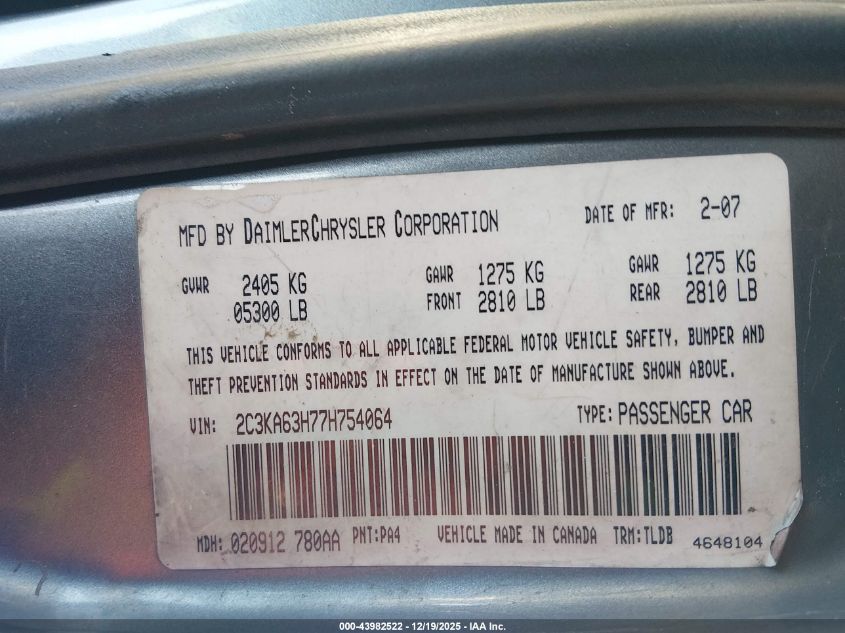 MFD BY DAIMLERCHRYSLER CORPORATION DATE OF MFR: 2-07
GVWR 2405 KG GAWR 1275 KG GAWR 1275 KG
05300 LB FRONT 2810 LB REAR 2810 LB
THIS VEHICLE CONFORMS TO ALL APPLICABLE FEDERAL MOTOR VEHICLE SAFETY, BUMPER AND
THEFT PREVENTION STANDARDS IN EFFECT ON THE DATE OF MANUFACTURE SHOWN ABOVE.
VIN: 2C3KA63H77H754064 TYPE: PASSENGER CAR
MDH: 020912 780AA PNT:PA4 VEHICLE MADE IN CANADA TRM:TLDB 4648104
000-43982522 - 12/19/2025 - IAA Inc.